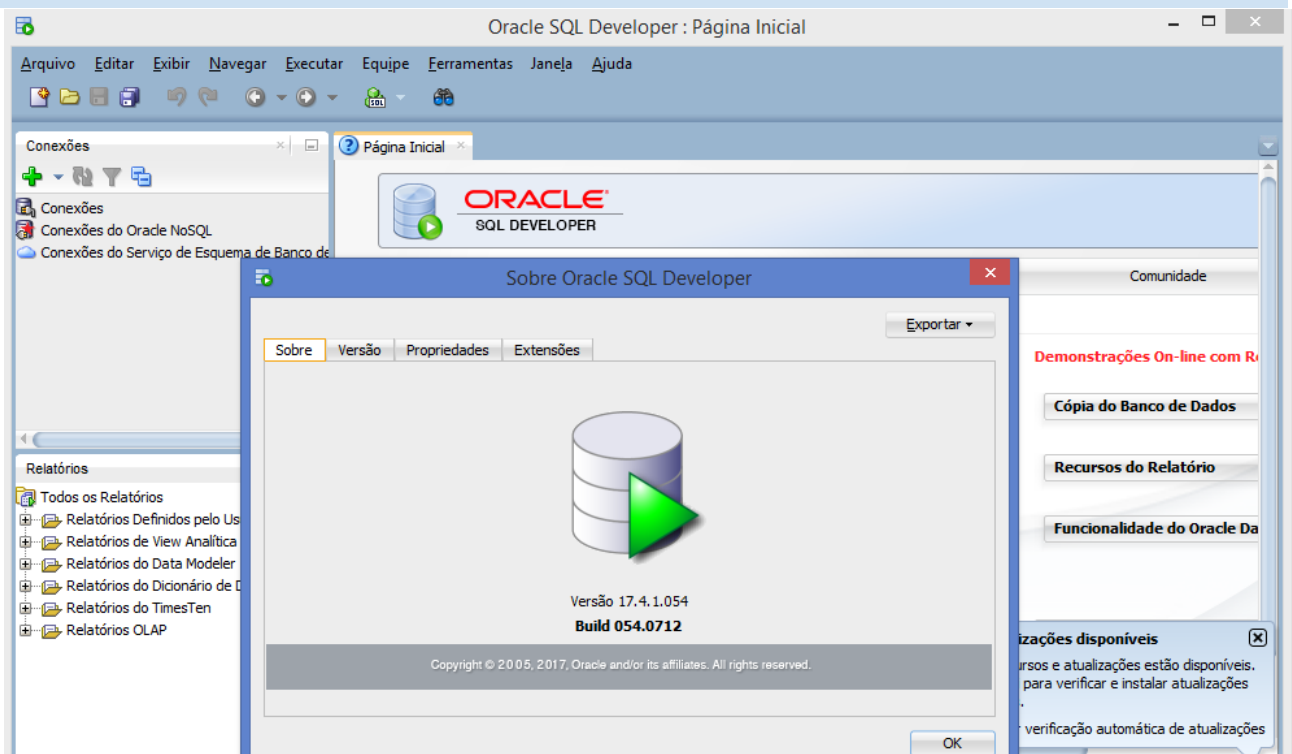 Oracle SQL Developer : Página Inicial
Arquivo Editar Exibir Navegar Executar Equipe Ferramentas Janela Ajuda
SQL
Conexões
Página Inicial
Conexões
Conexões do Oracle NoSQL
Conexões do Serviço de Esquema de Banco de
ORACLE
SQL DEVELOPER
Comunidade
Demonstrações On-line com R
Cópia do Banco de Dados
Recursos do Relatório
Funcionalidade do Oracle Da
Sobre Oracle SQL Developer
Exportar
Sobre Versão Propriedades Extensões
Versão 17.4.1.054
Build 054.0712
Copyright © 2005, 2017, Oracle and/or its affiliates. All rights reserved.
OK
Relatórios
Todos os Relatórios
Relatórios Definidos pelo Us
Relatórios de View Analítica
Relatórios do Data Modeler
Relatórios do Dicionário de D
Relatórios do TimesTen
Relatórios OLAP
izações disponíveis
ursos e atualizações estão disponíveis.
para verificar e instalar atualizações
.
verificação automática de atualizações